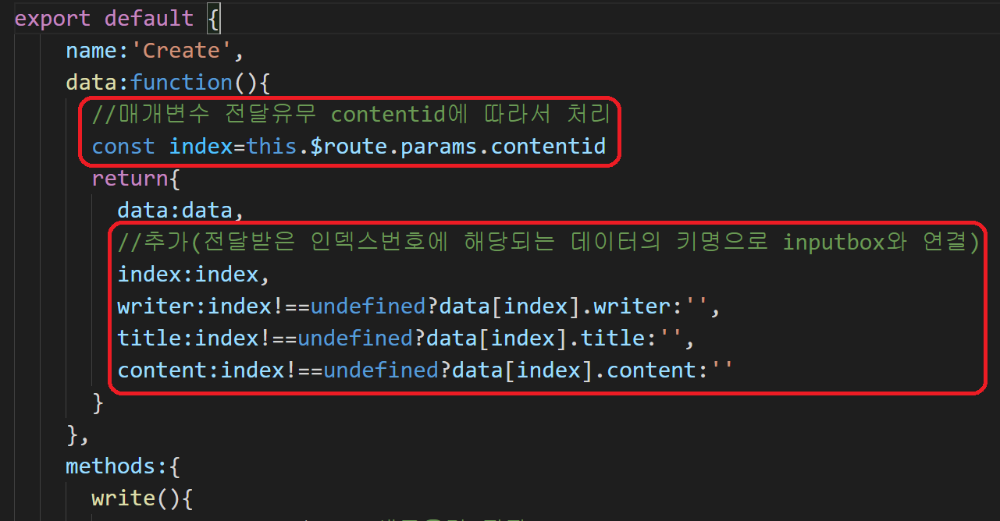 export default {
name:'Create',
data:function(){
//매개변수 전달유무 contentid에 따라서 처리
const index=this.$route.params.contentid
return{
data:data,
//추가(전달받은 인덱스번호에 해당되는 데이터의 키명으로 inputbox와 연결)
index:index,
writer:index!==undefined?data[index].writer:'',
title:index!==undefined?data[index].title:'',
content:index!==undefined?data[index].content:''
}
},
methods:{
write(){